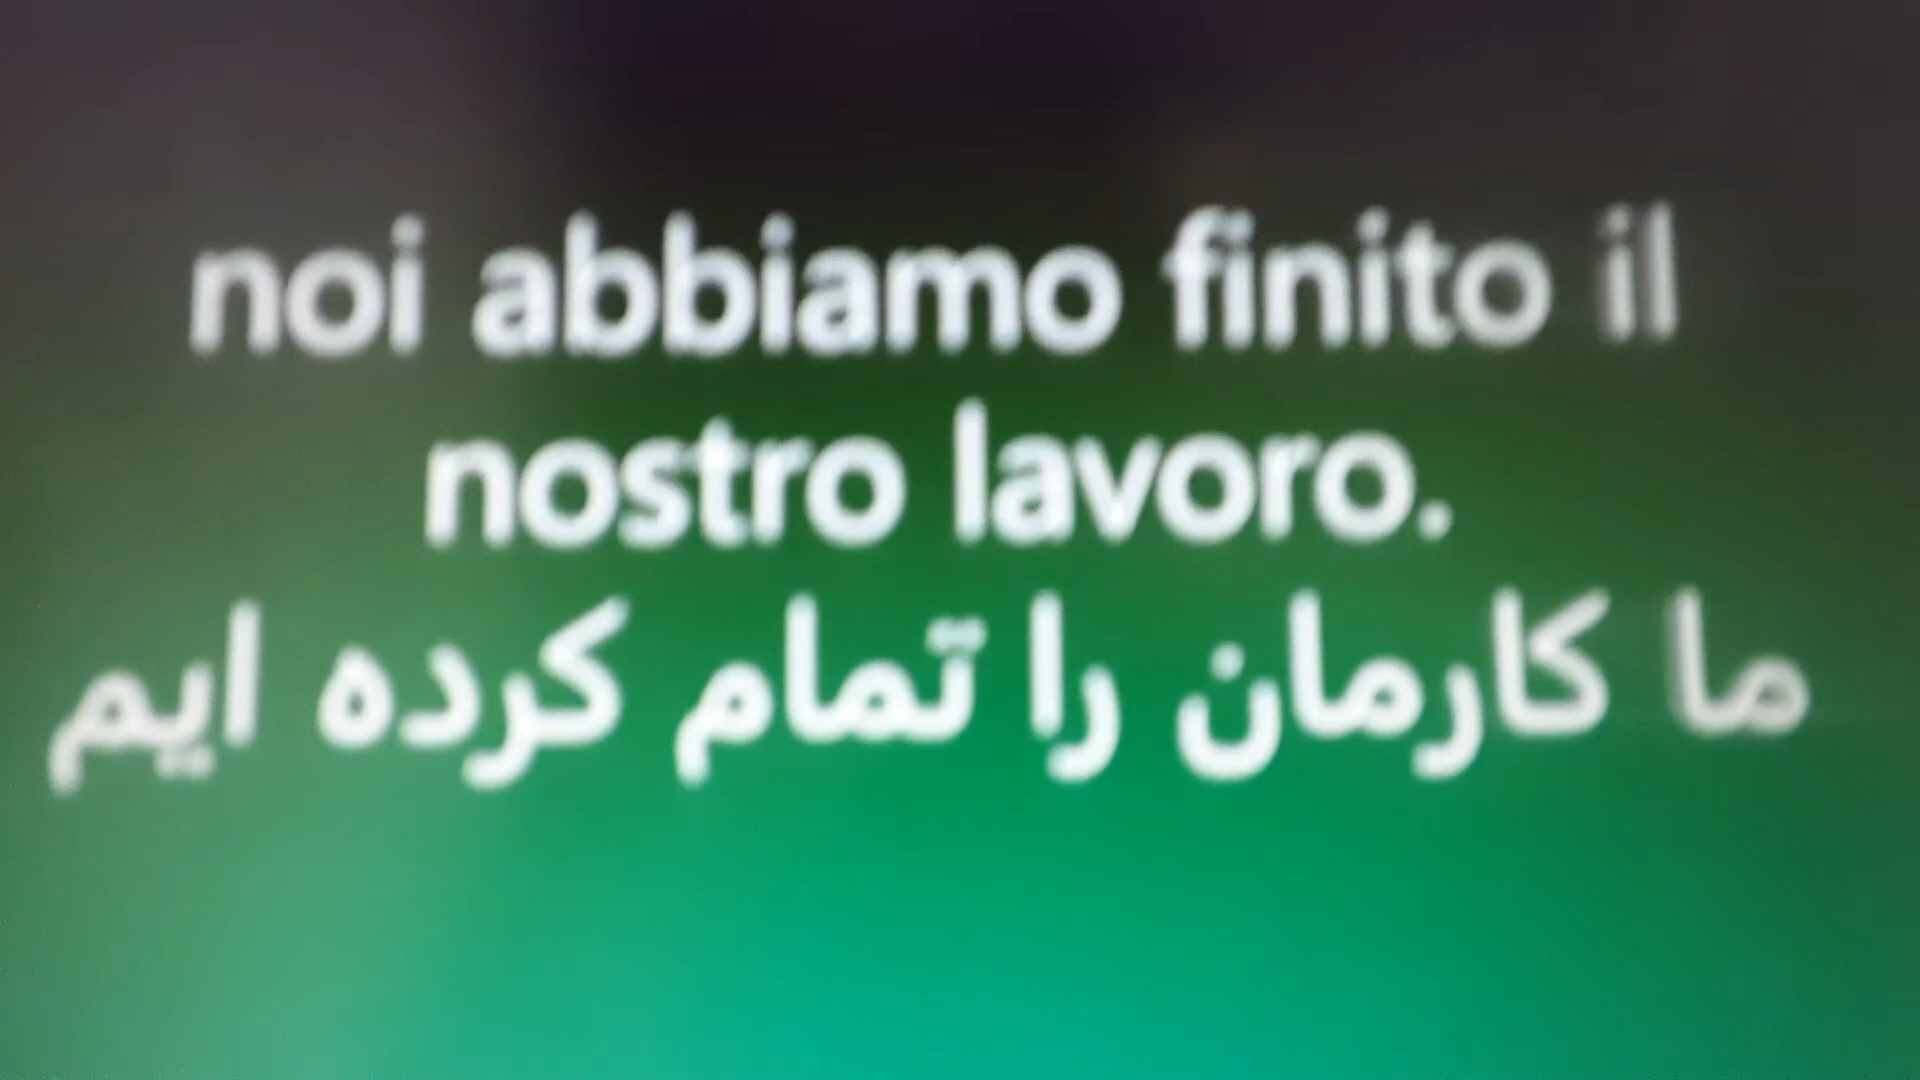 noi abbiamo finito il
nostro lavoro.
ما کارمان را تمام کرده ایم